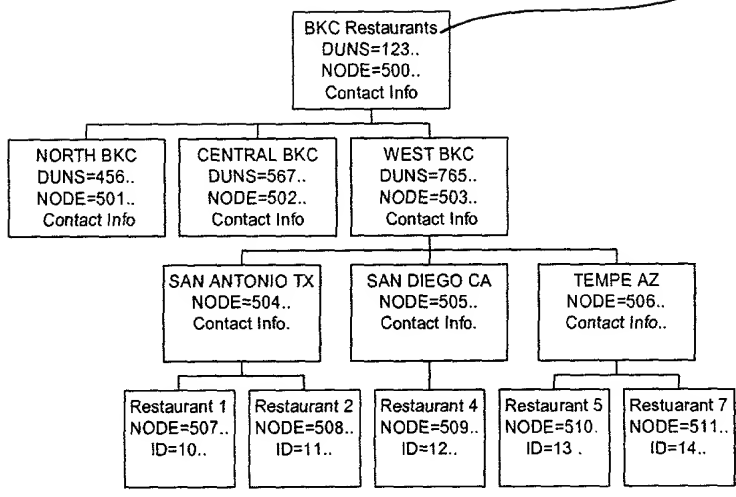 BKC Restaurants
DUNS=123..
NODE=500..
Contact Info
NORTH BKC
DUNS=456..
NODE=501..
Contact Info
CENTRAL BKC
DUNS=567..
NODE=502..
Contact Info
WEST BKC
DUNS=765..
NODE=503..
Contact Info
SAN ANTONIO TX
NODE=504..
Contact Info.
SAN DIEGO CA
NODE=505..
Contact Info.
TEMPE AZ
NODE=506..
Contact Info..
Restaurant 1
NODE=507..
ID=10..
Restaurant 2
NODE=508..
ID=11..
Restaurant 4
NODE=509..
ID=12..
Restaurant 5
NODE=510.
ID=13 .
Restuarant 7
NODE=511..
ID=14..